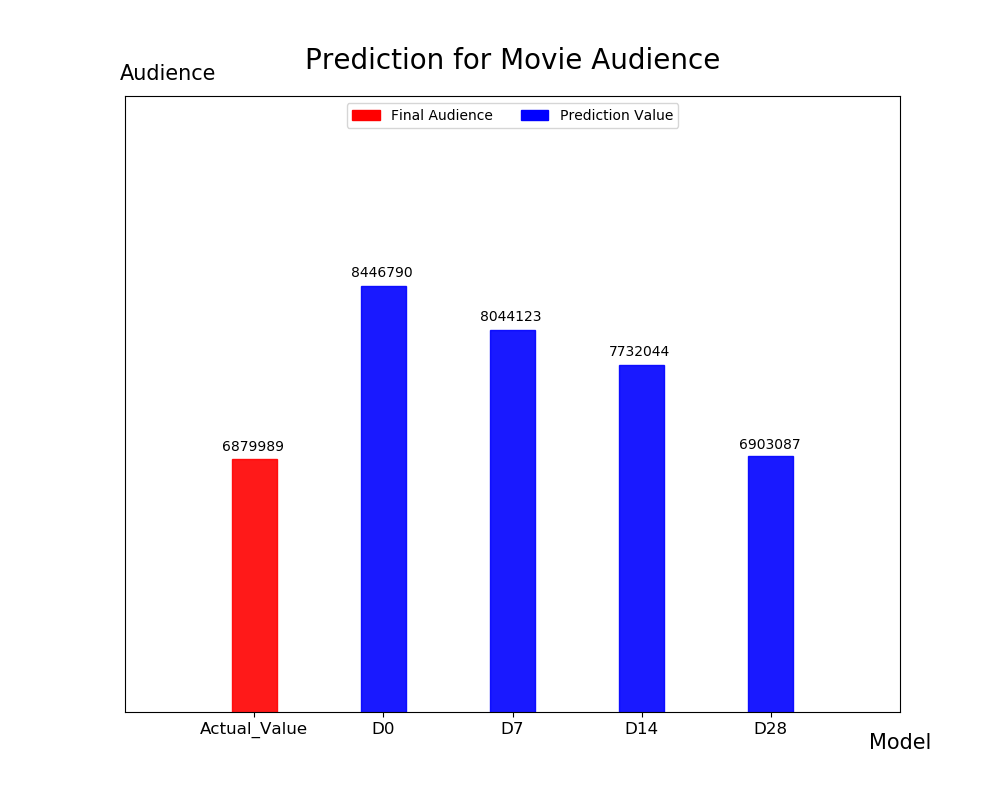 Prediction for Movie Audience
Audience
Final Audience Prediction Value
8446790
8044123
7732044
6879989
6903087
Actual_Value D0 D7 D14 D28
Model